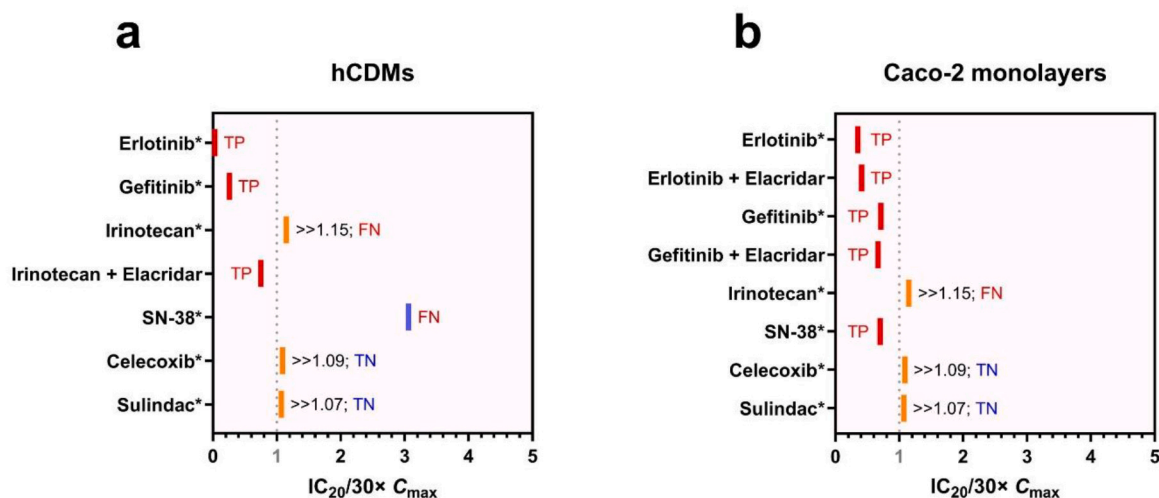 a
hCDMs
Erlotinib*
TP
Gefitinib*
TP
Irinotecan*
>>1.15; FN
Irinotecan + Elacridar
TP
SN-38*
FN
Celecoxib*
>>1.09; TN
Sulindac*
>>1.07; TN
0 1 2 3 4 5
IC20/30× Cmax
b
Caco-2 monolayers
Erlotinib*
TP
Erlotinib + Elacridar
TP
Gefitinib*
TP
Gefitinib + Elacridar
TP
Irinotecan*
>>1.15; FN
SN-38*
TP
Celecoxib*
>>1.09; TN
Sulindac*
>>1.07; TN
0 1 2 3 4 5
IC20/30× Cmax